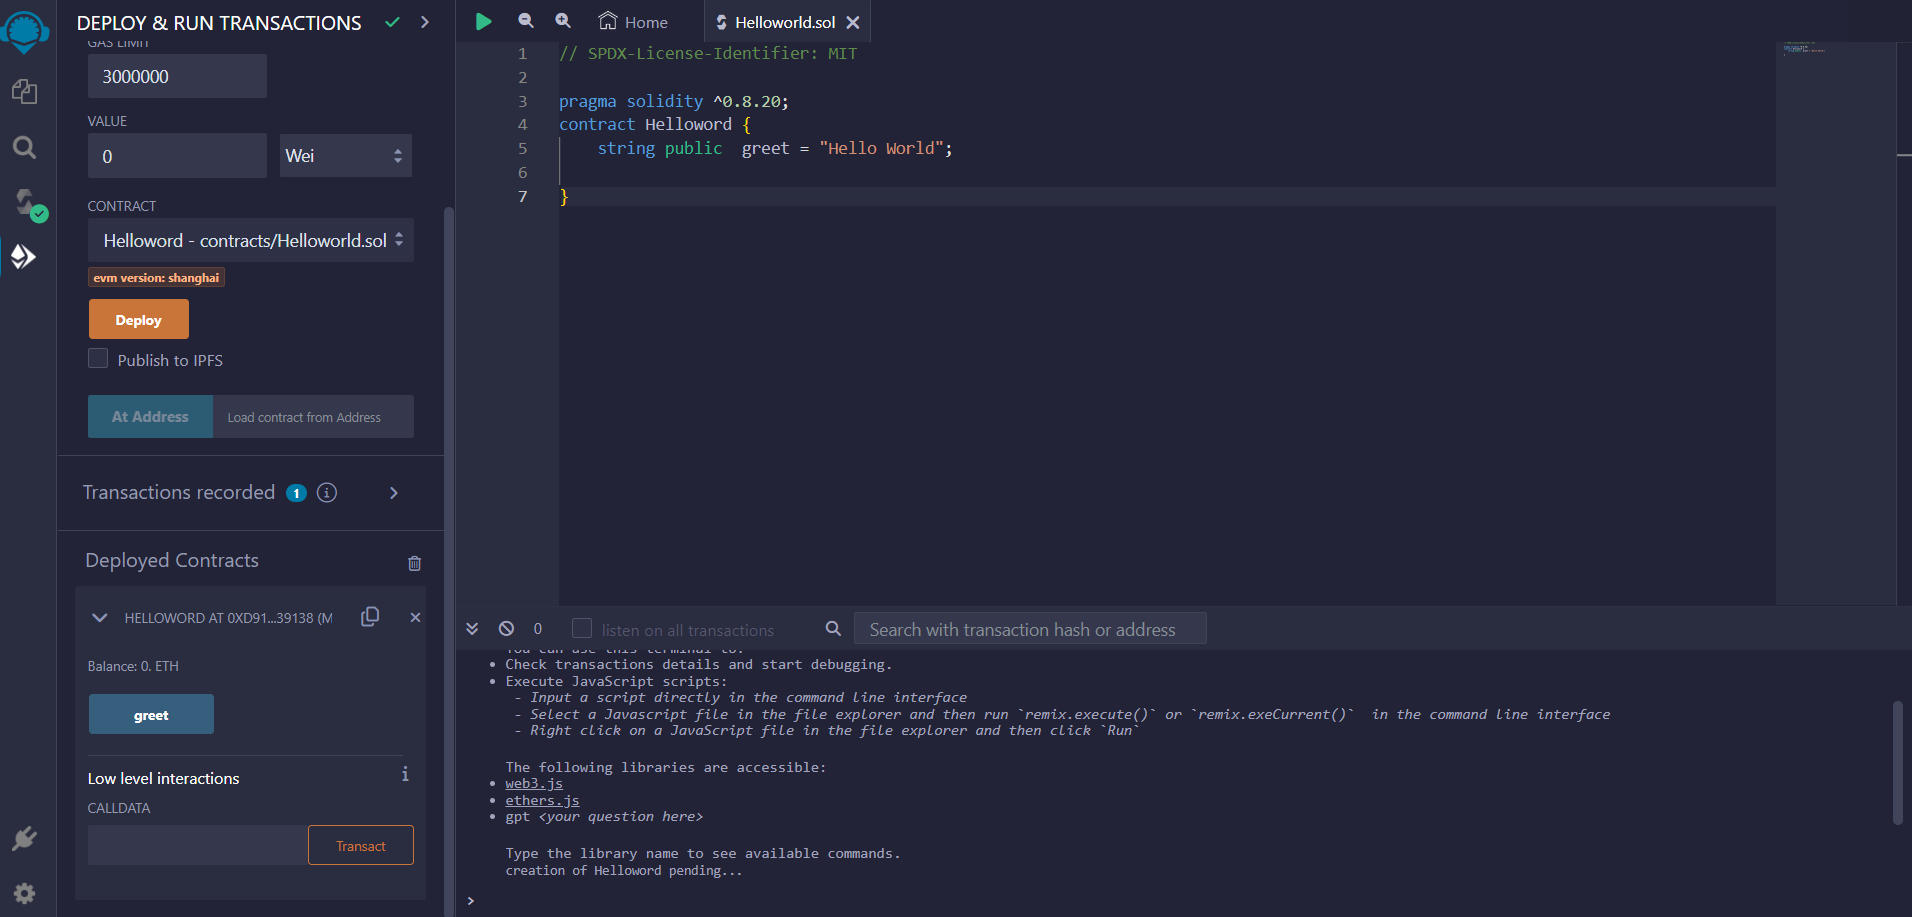 DEPLOY & RUN TRANSACTIONS
GAS LIMIT
3000000
VALUE
0
Wei
CONTRACT
Helloword - contracts/Helloworld.sol
evm version: shanghai
Deploy
Publish to IPFS
At Address
Load contract from Address
Transactions recorded 1 i
Deployed Contracts
HELLOWORD AT 0XD91...39138 (M
Balance: 0. ETH
greet
Low level interactions i
CALLDATA
Transact
Home
Helloworld.sol
1 // SPDX-License-Identifier: MIT
2
3 pragma solidity ^0.8.20;
4 contract Helloword {
5 string public  greet = "Hello World";
6
7 }
0
listen on all transactions
Search with transaction hash or address
You can use this terminal to:
• Check transactions details and start debugging.
• Execute JavaScript scripts:
- Input a script directly in the command line interface
- Select a Javascript file in the file explorer and then run `remix.execute()` or `remix.exeCurrent()`  in the command line interface
- Right click on a JavaScript file in the file explorer and then click `Run`
The following libraries are accessible:
• web3.js
• ethers.js
• gpt <your question here>
Type the library name to see available commands.
creation of Helloword pending...
>